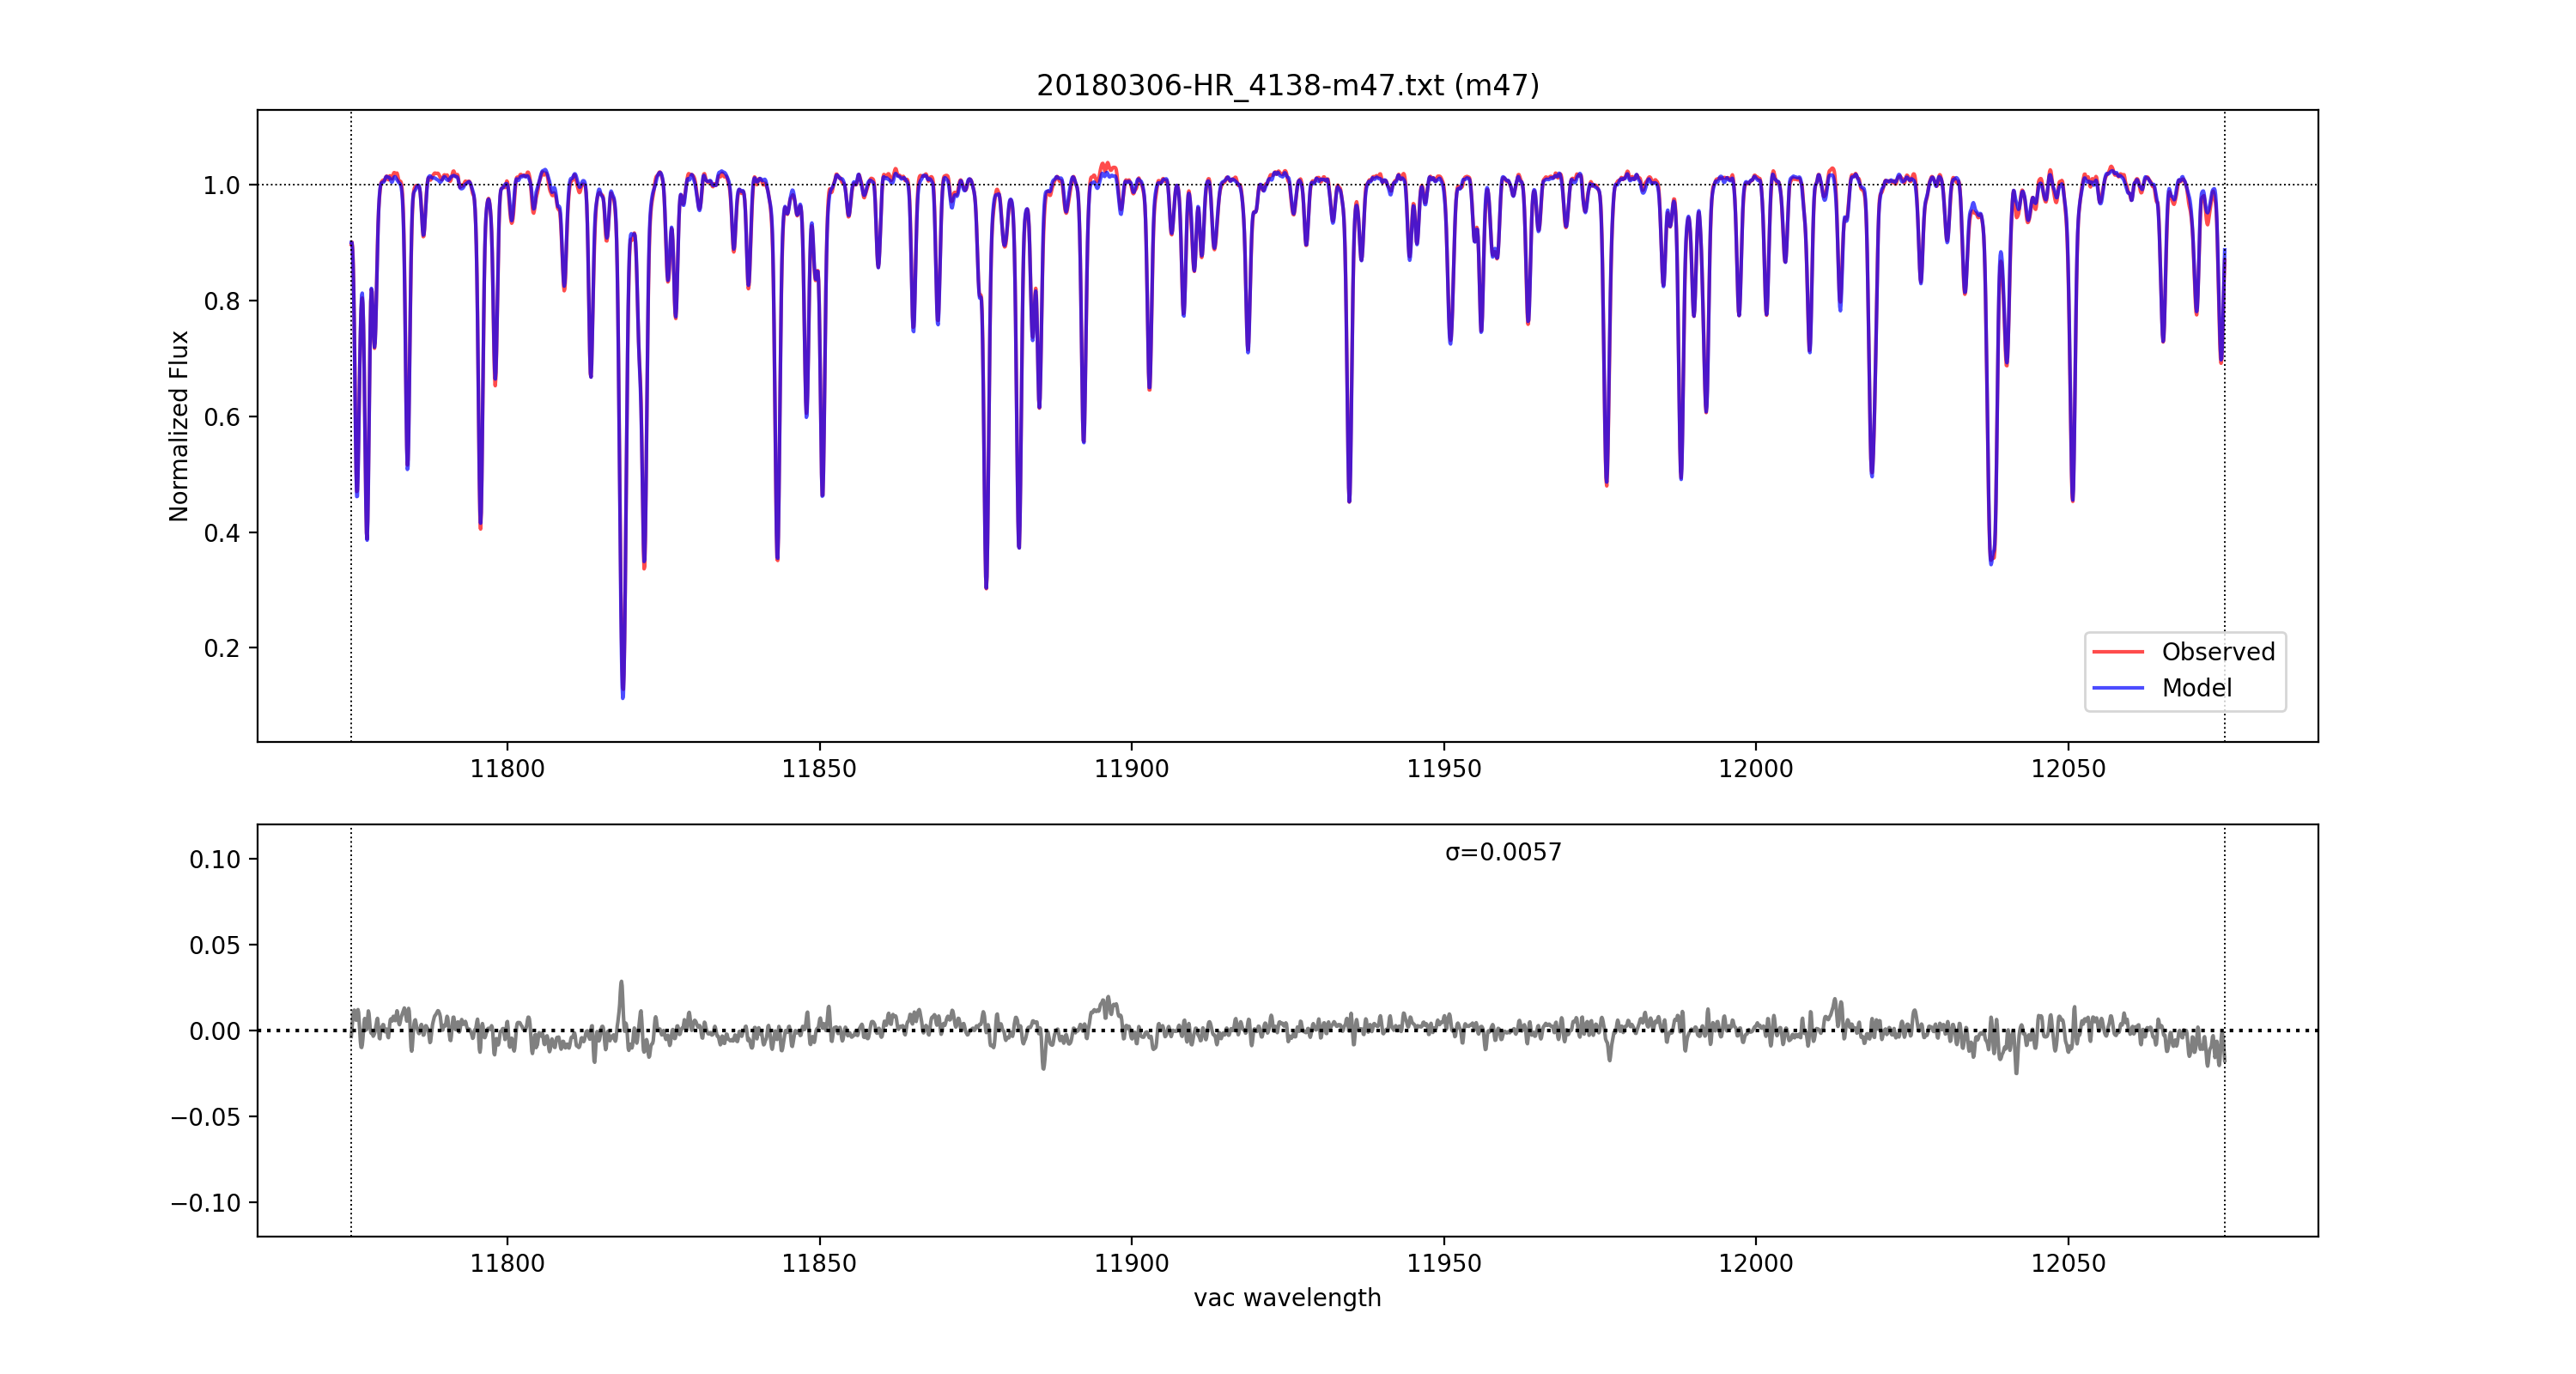 20180306-HR_4138-m47.txt (m47)
Normalized Flux
1.0
0.8
0.6
0.4
0.2
Observed
Model
11800 11850 11900 11950 12000 12050
σ=0.0057
0.10
0.05
0.00
−0.05
−0.10
11800 11850 11900 11950 12000 12050
vac wavelength